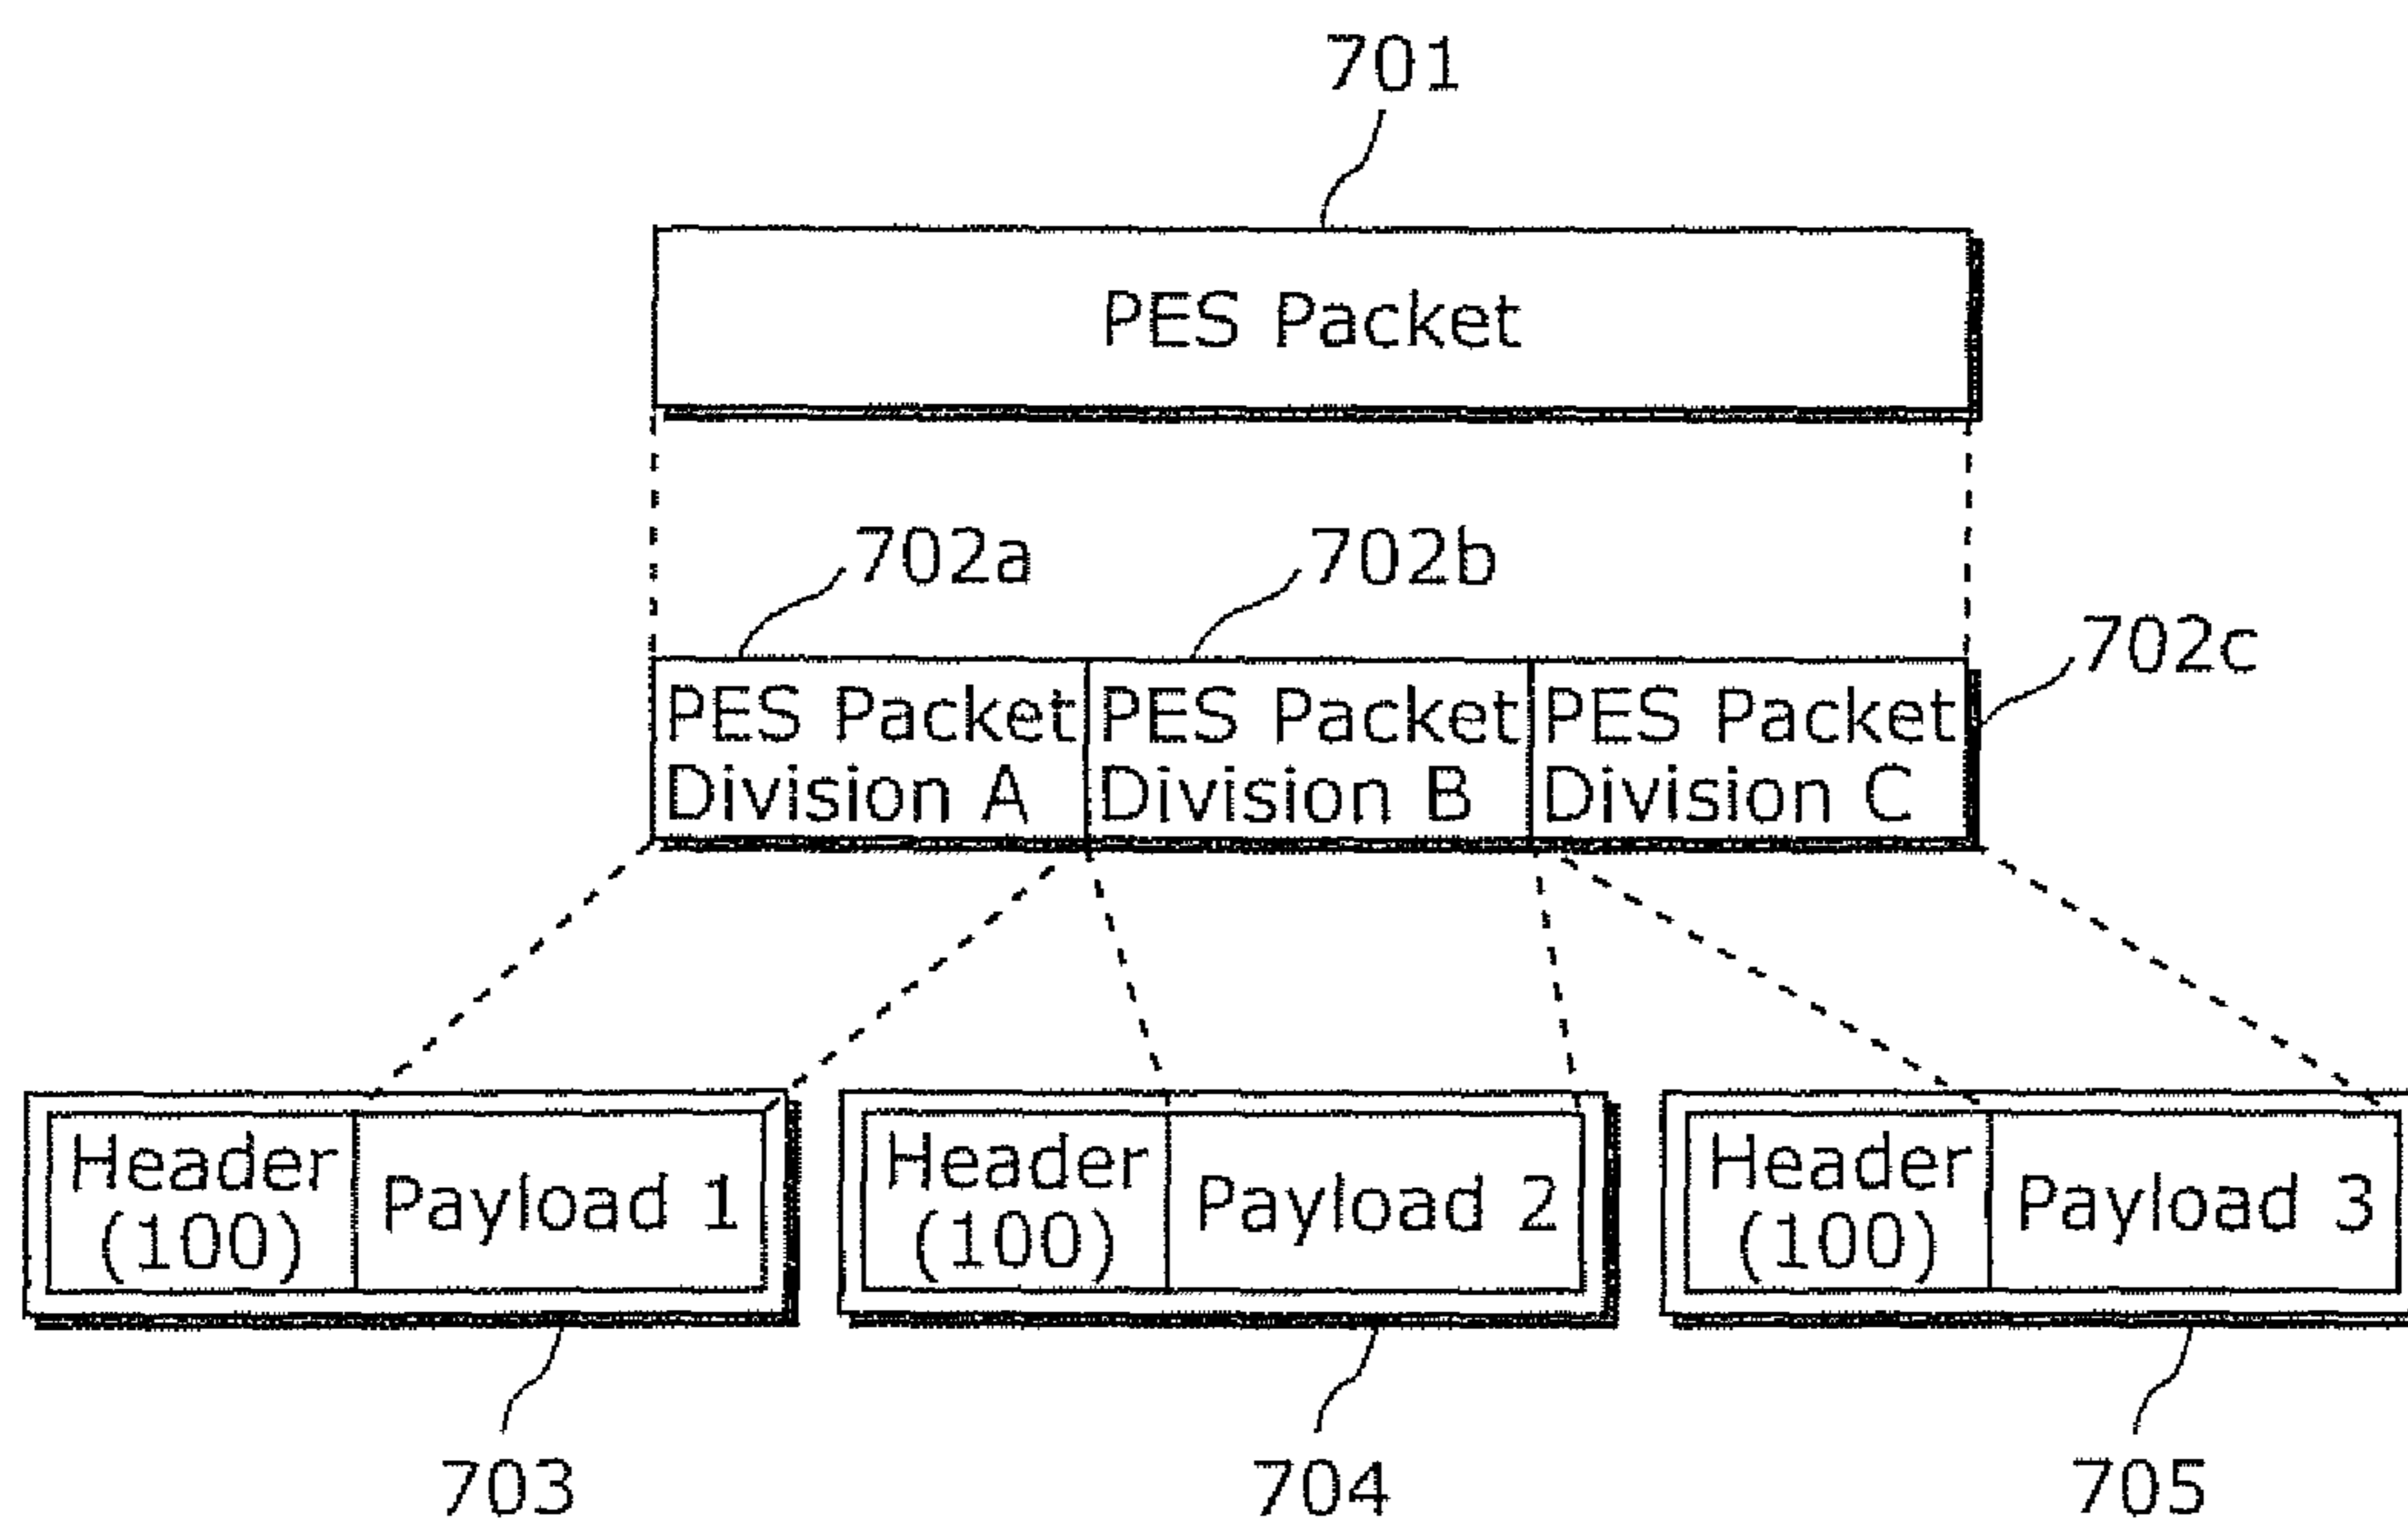 701
PES Packet
702a
702b
702c
PES Packet
Division A
PES Packet
Division B
PES Packet
Division C
Header
(100)
Payload 1
Header
(100)
Payload 2
Header
(100)
Payload 3
703
704
705